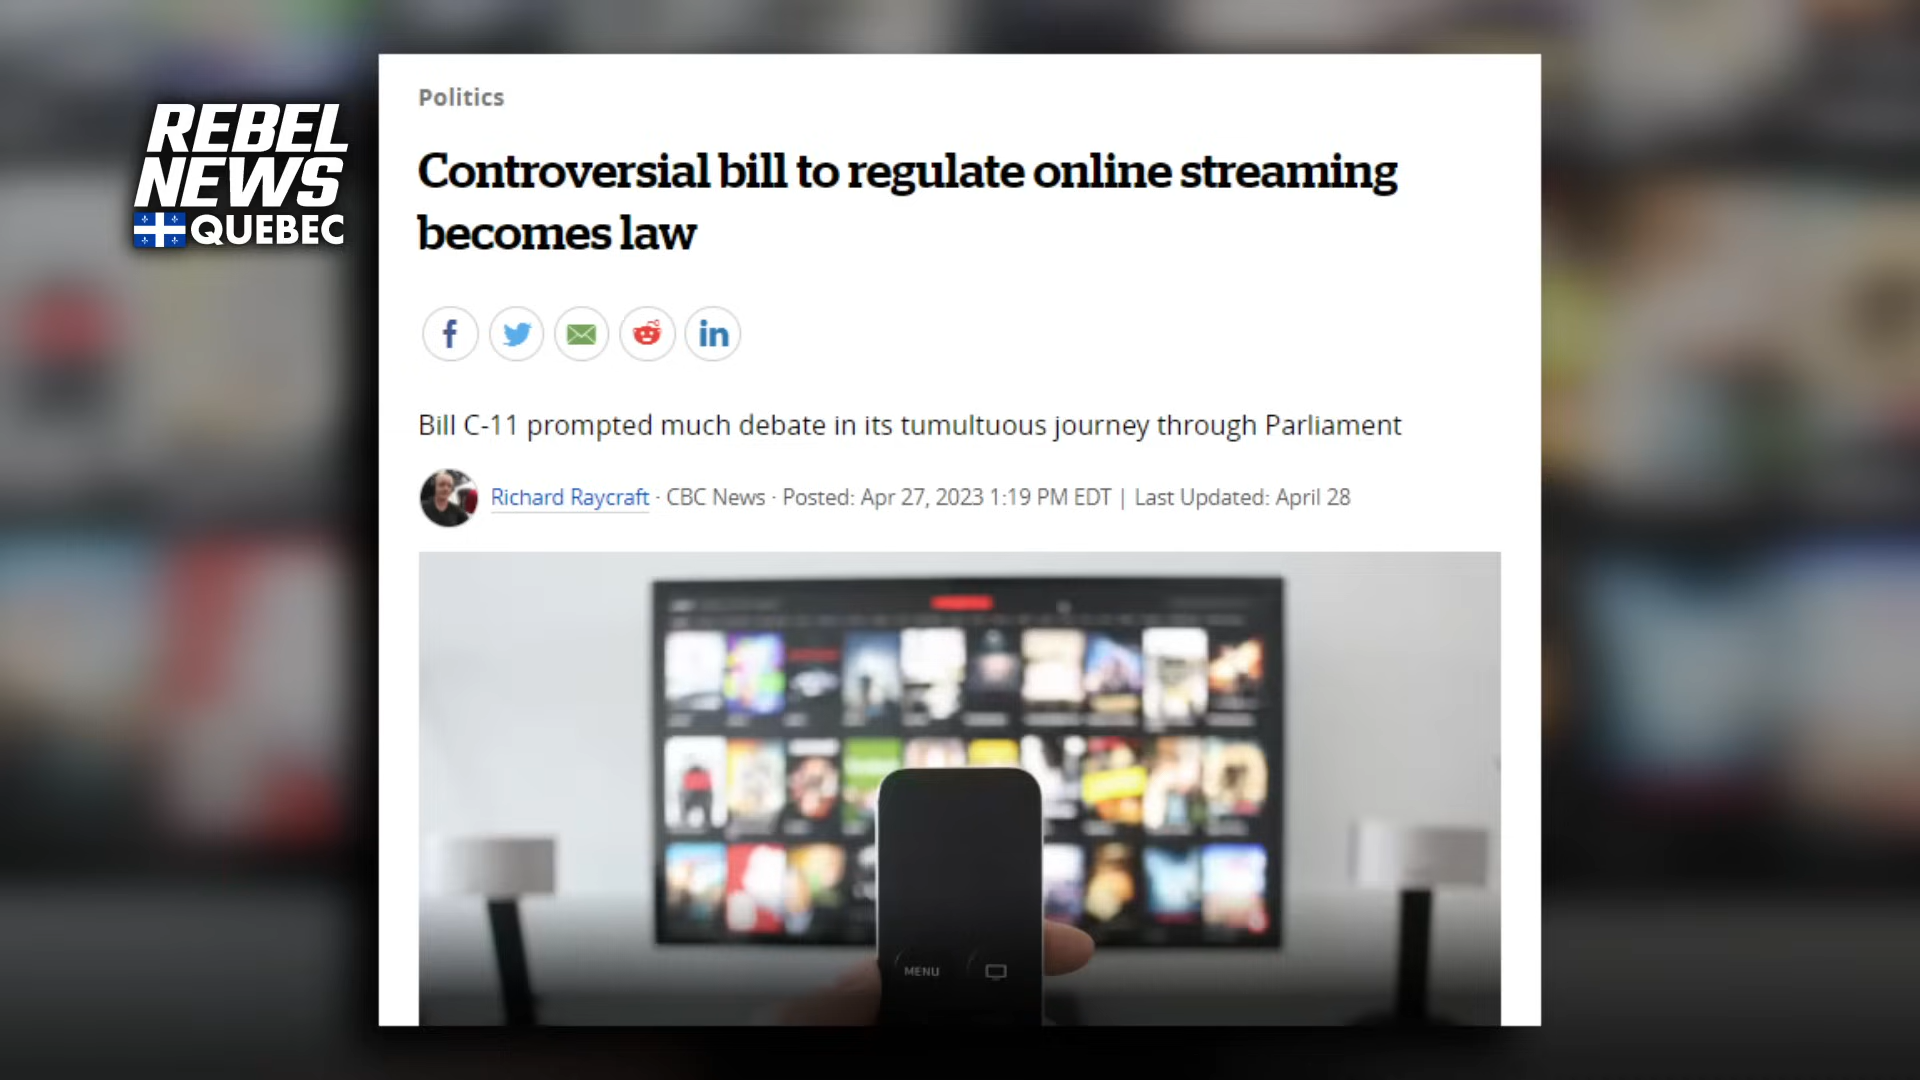 REBEL
NEWS
QUEBEC
Politics
Controversial bill to regulate online streaming
becomes law
Bill C-11 prompted much debate in its tumultuous journey through Parliament
Richard Raycraft · CBC News · Posted: Apr 27, 2023 1:19 PM EDT | Last Updated: April 28
MENU